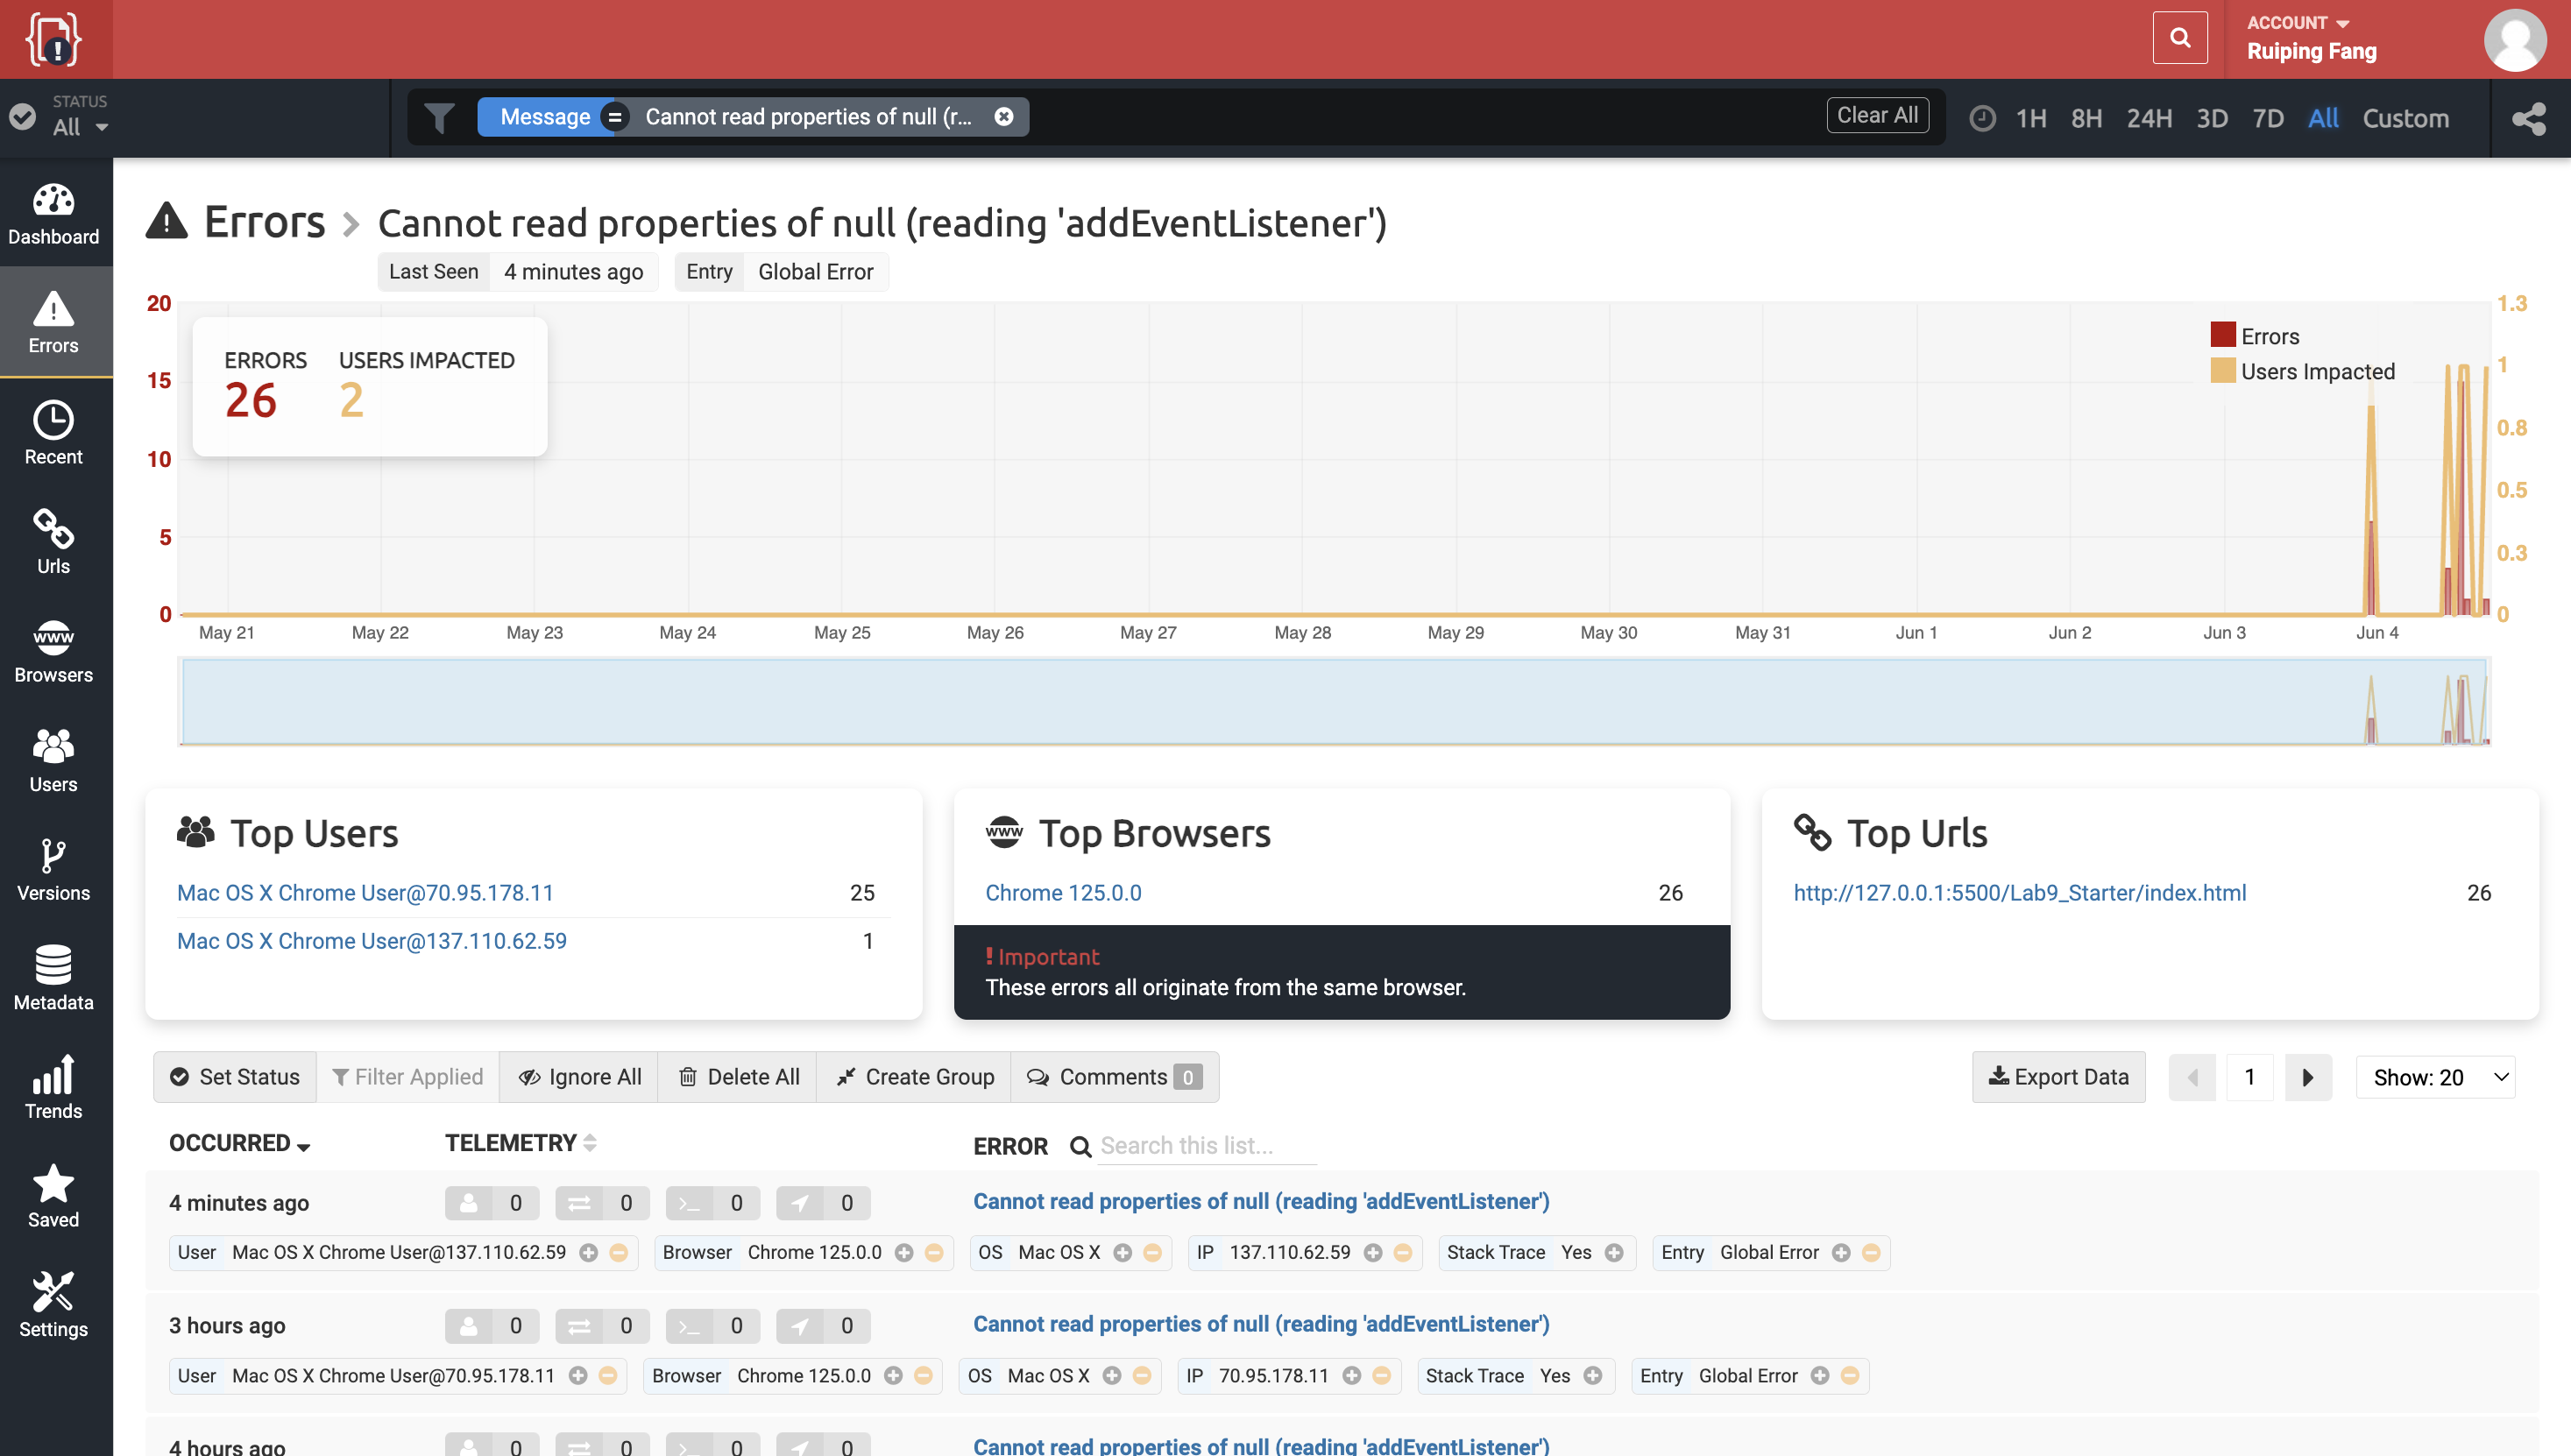 ACCOUNT
Ruiping Fang
STATUS
All
Message = Cannot read properties of null (r...
Clear All
1H 8H 24H 3D 7D All Custom
Dashboard
Errors
Recent
Urls
WWW
Browsers
Users
Versions
Metadata
Trends
Saved
Settings
Errors > Cannot read properties of null (reading 'addEventListener')
Last Seen 4 minutes ago Entry Global Error
20
15
10
5
0
ERRORS USERS IMPACTED
26 2
Errors
Users Impacted
1.3
1
0.8
0.5
0.3
0
May 21 May 22 May 23 May 24 May 25 May 26 May 27 May 28 May 29 May 30 May 31 Jun 1 Jun 2 Jun 3 Jun 4
Top Users
Mac OS X Chrome User@70.95.178.11 25
Mac OS X Chrome User@137.110.62.59 1
WWW Top Browsers
Chrome 125.0.0 26
! Important
These errors all originate from the same browser.
Top Urls
http://127.0.0.1:5500/Lab9_Starter/index.html 26
Set Status Filter Applied Ignore All Delete All Create Group Comments 0 Export Data 1 Show: 20
OCCURRED TELEMETRY ERROR Search this list...
4 minutes ago 0 0 0 0 Cannot read properties of null (reading 'addEventListener')
User Mac OS X Chrome User@137.110.62.59 Browser Chrome 125.0.0 OS Mac OS X IP 137.110.62.59 Stack Trace Yes Entry Global Error
3 hours ago 0 0 0 0 Cannot read properties of null (reading 'addEventListener')
User Mac OS X Chrome User@70.95.178.11 Browser Chrome 125.0.0 OS Mac OS X IP 70.95.178.11 Stack Trace Yes Entry Global Error
4 hours ago 0 0 0 0 Cannot read properties of null (reading 'addEventListener')